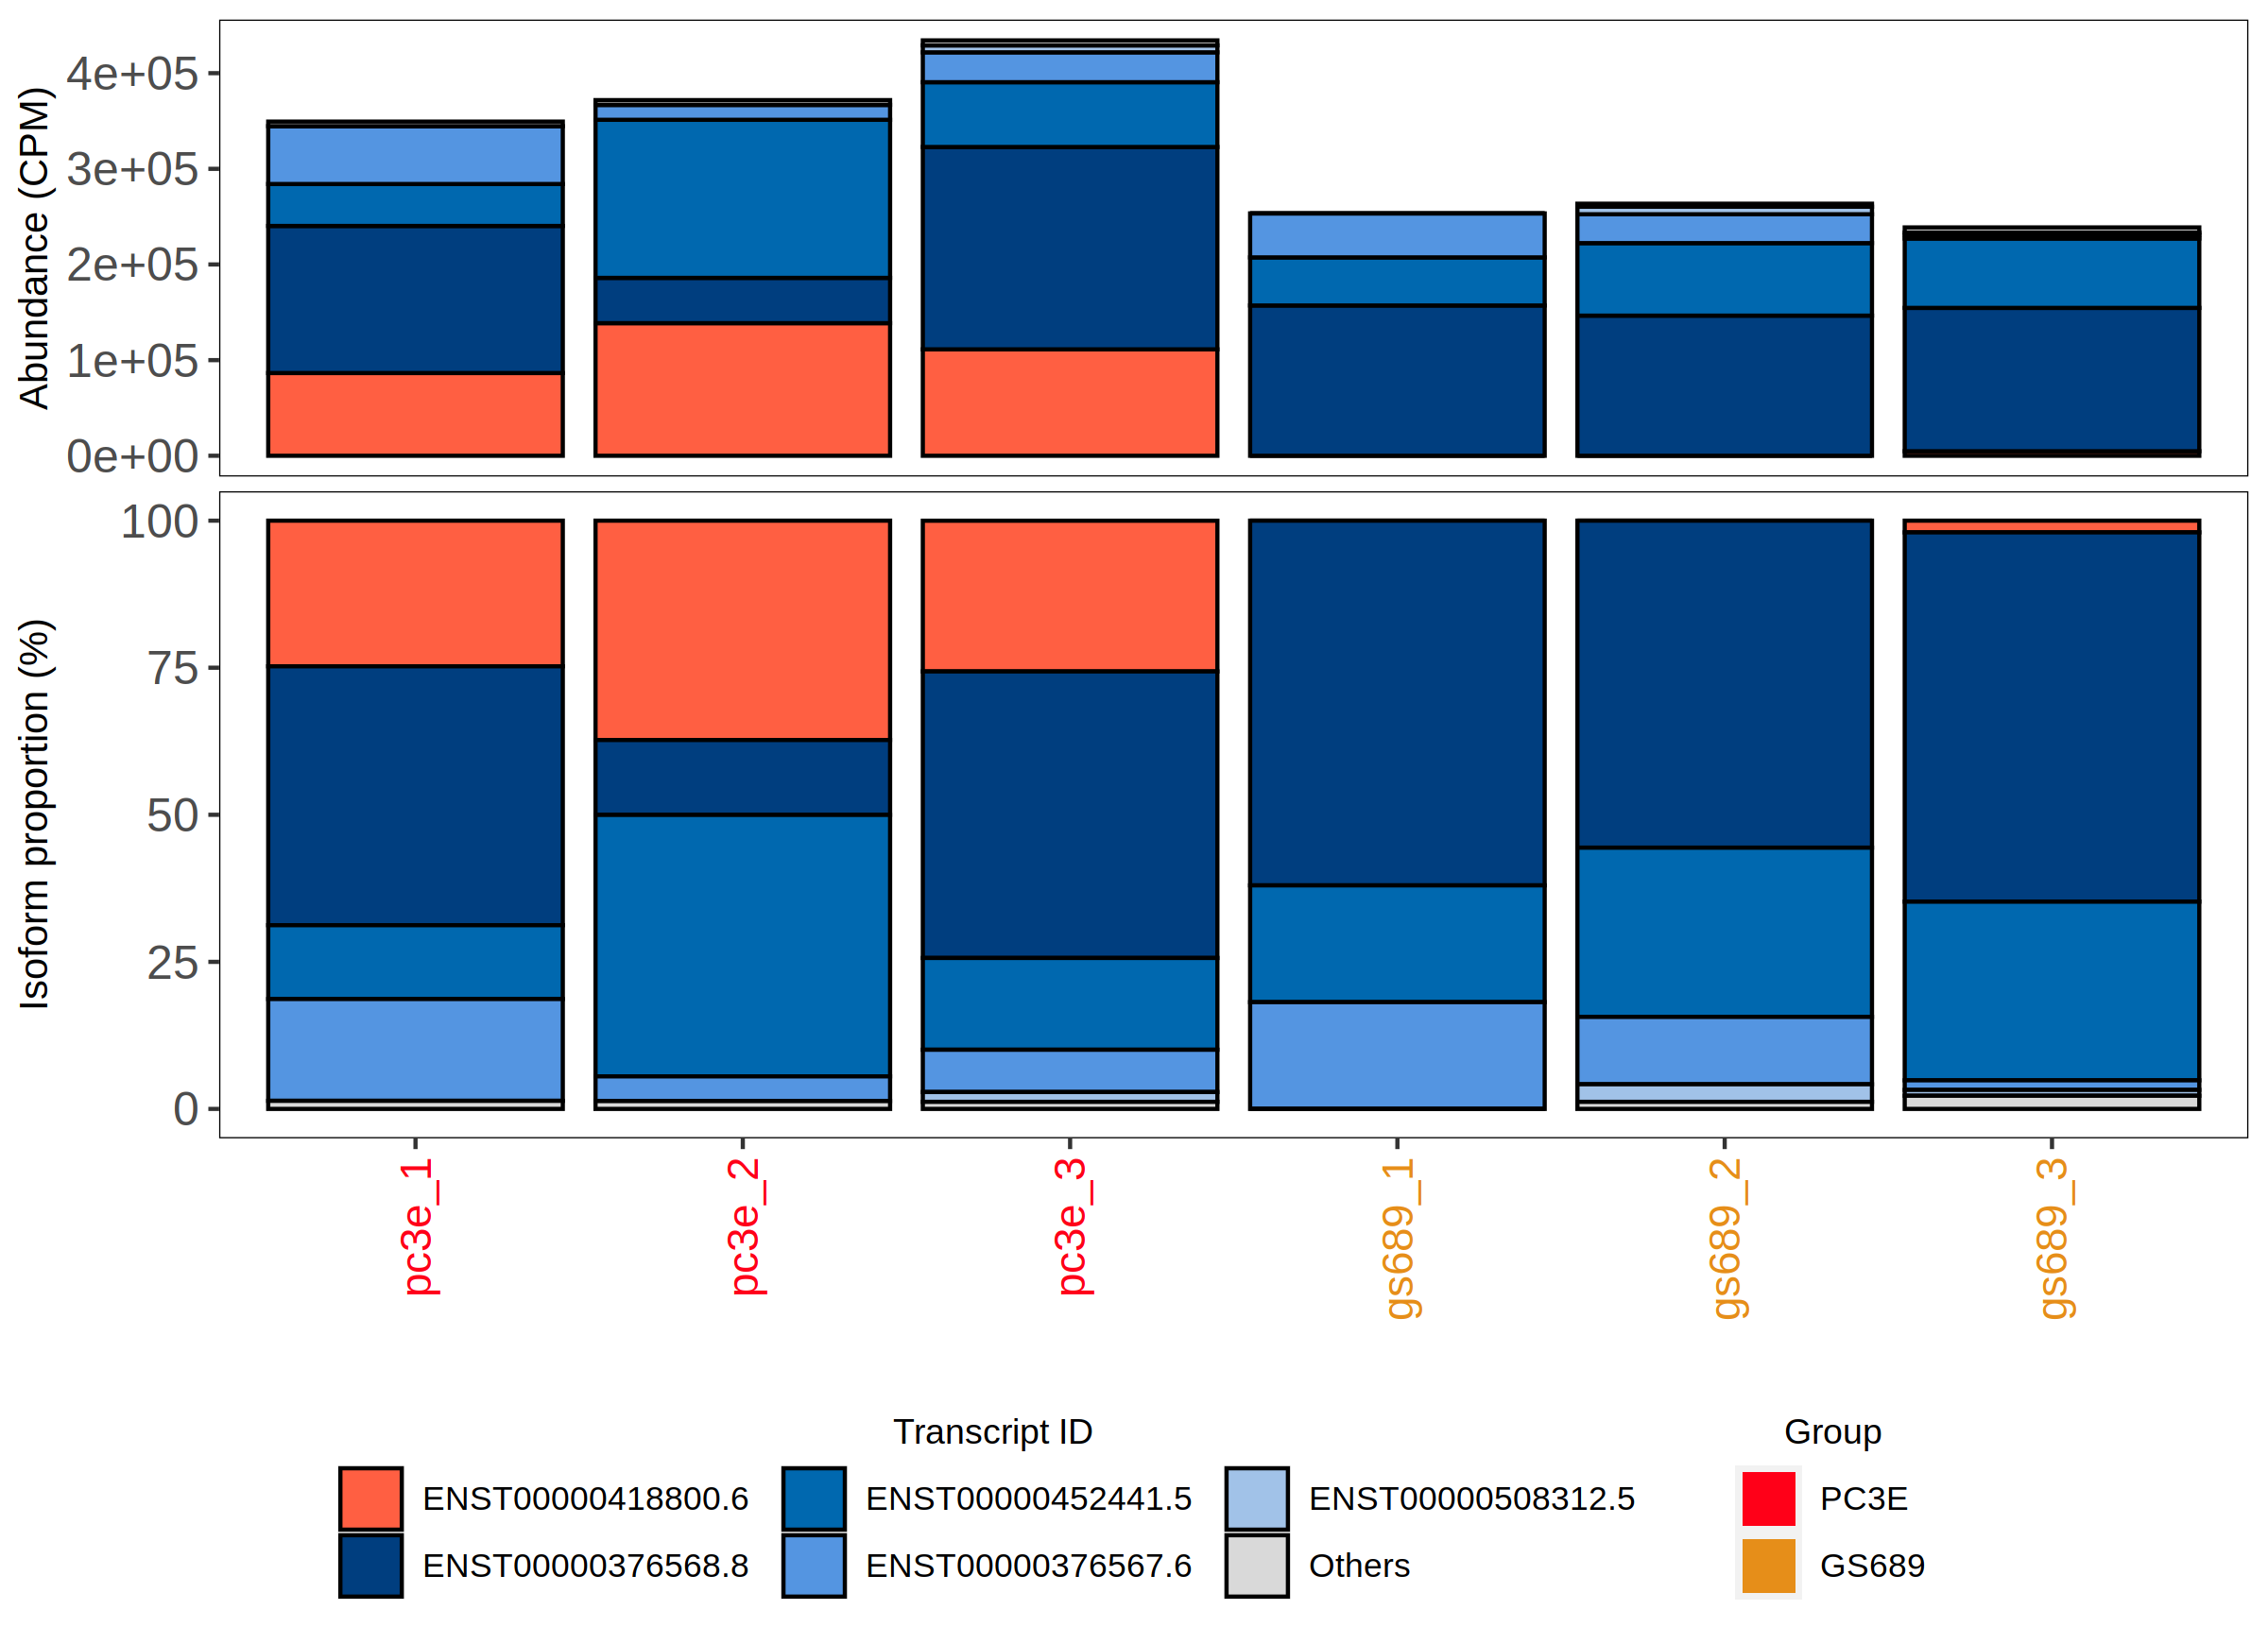 Abundance (CPM)
4e+05
3e+05
2e+05
1e+05
0e+00
Isoform proportion (%)
100
75
50
25
0
pc3e_1
pc3e_2
pc3e_3
gs689_1
gs689_2
gs689_3
Transcript ID
ENST00000418800.6
ENST00000452441.5
ENST00000508312.5
ENST00000376568.8
ENST00000376567.6
Others
Group
PC3E
GS689